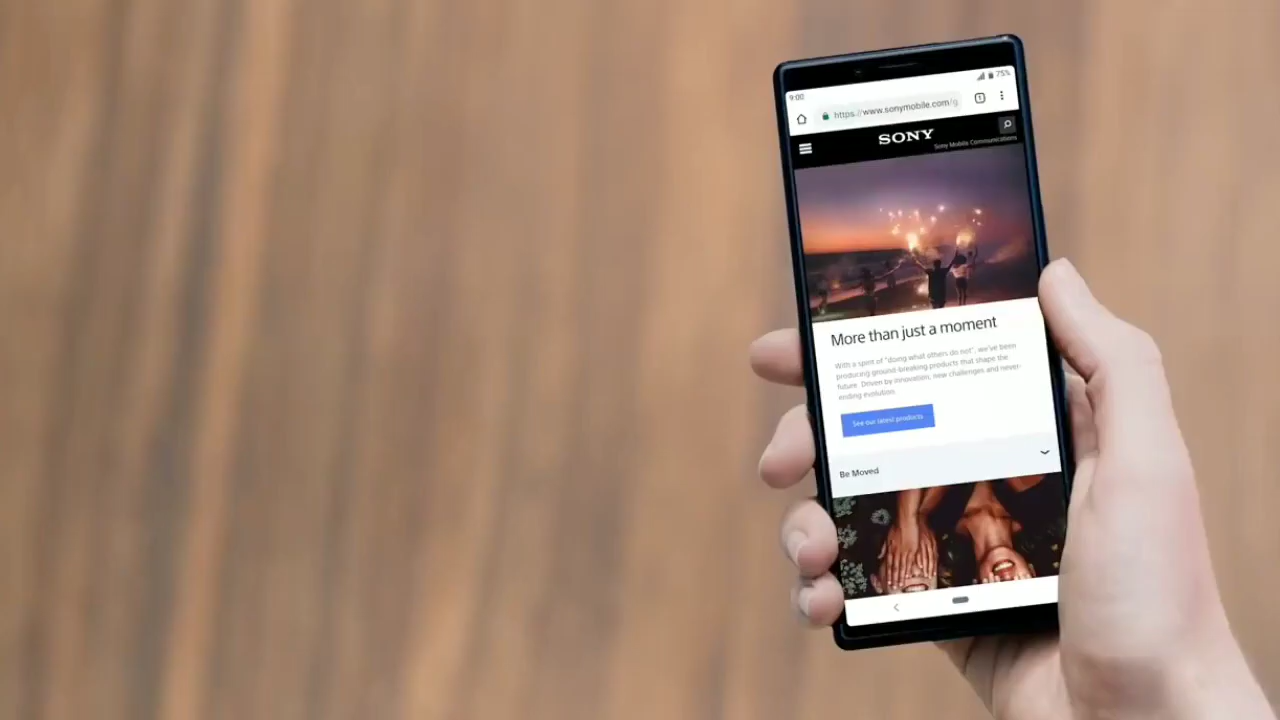 9:00
75%
https://www.sonymobile.com/g
1
SONY
Sony Mobile Communications
More than just a moment
With a spirit of "doing what others do not", we've been
producing ground-breaking products that shape the
future. Driven by innovation, new challenges and never-
ending evolution.
See our latest products
Be Moved